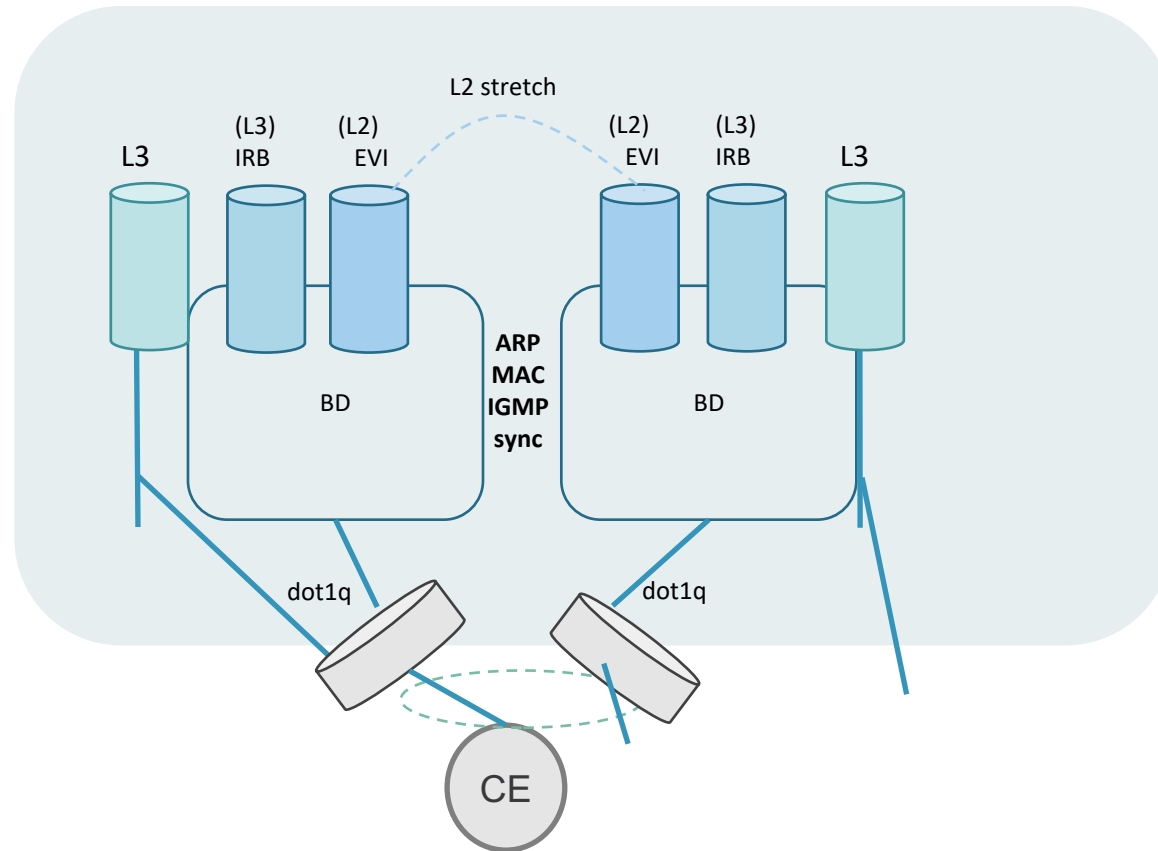 L2 stretch
L3
(L3)
IRB
(L2)
EVI
(L2)
EVI
(L3)
IRB
L3
ARP
MAC
IGMP
sync
BD
BD
dot1q
dot1q
CE